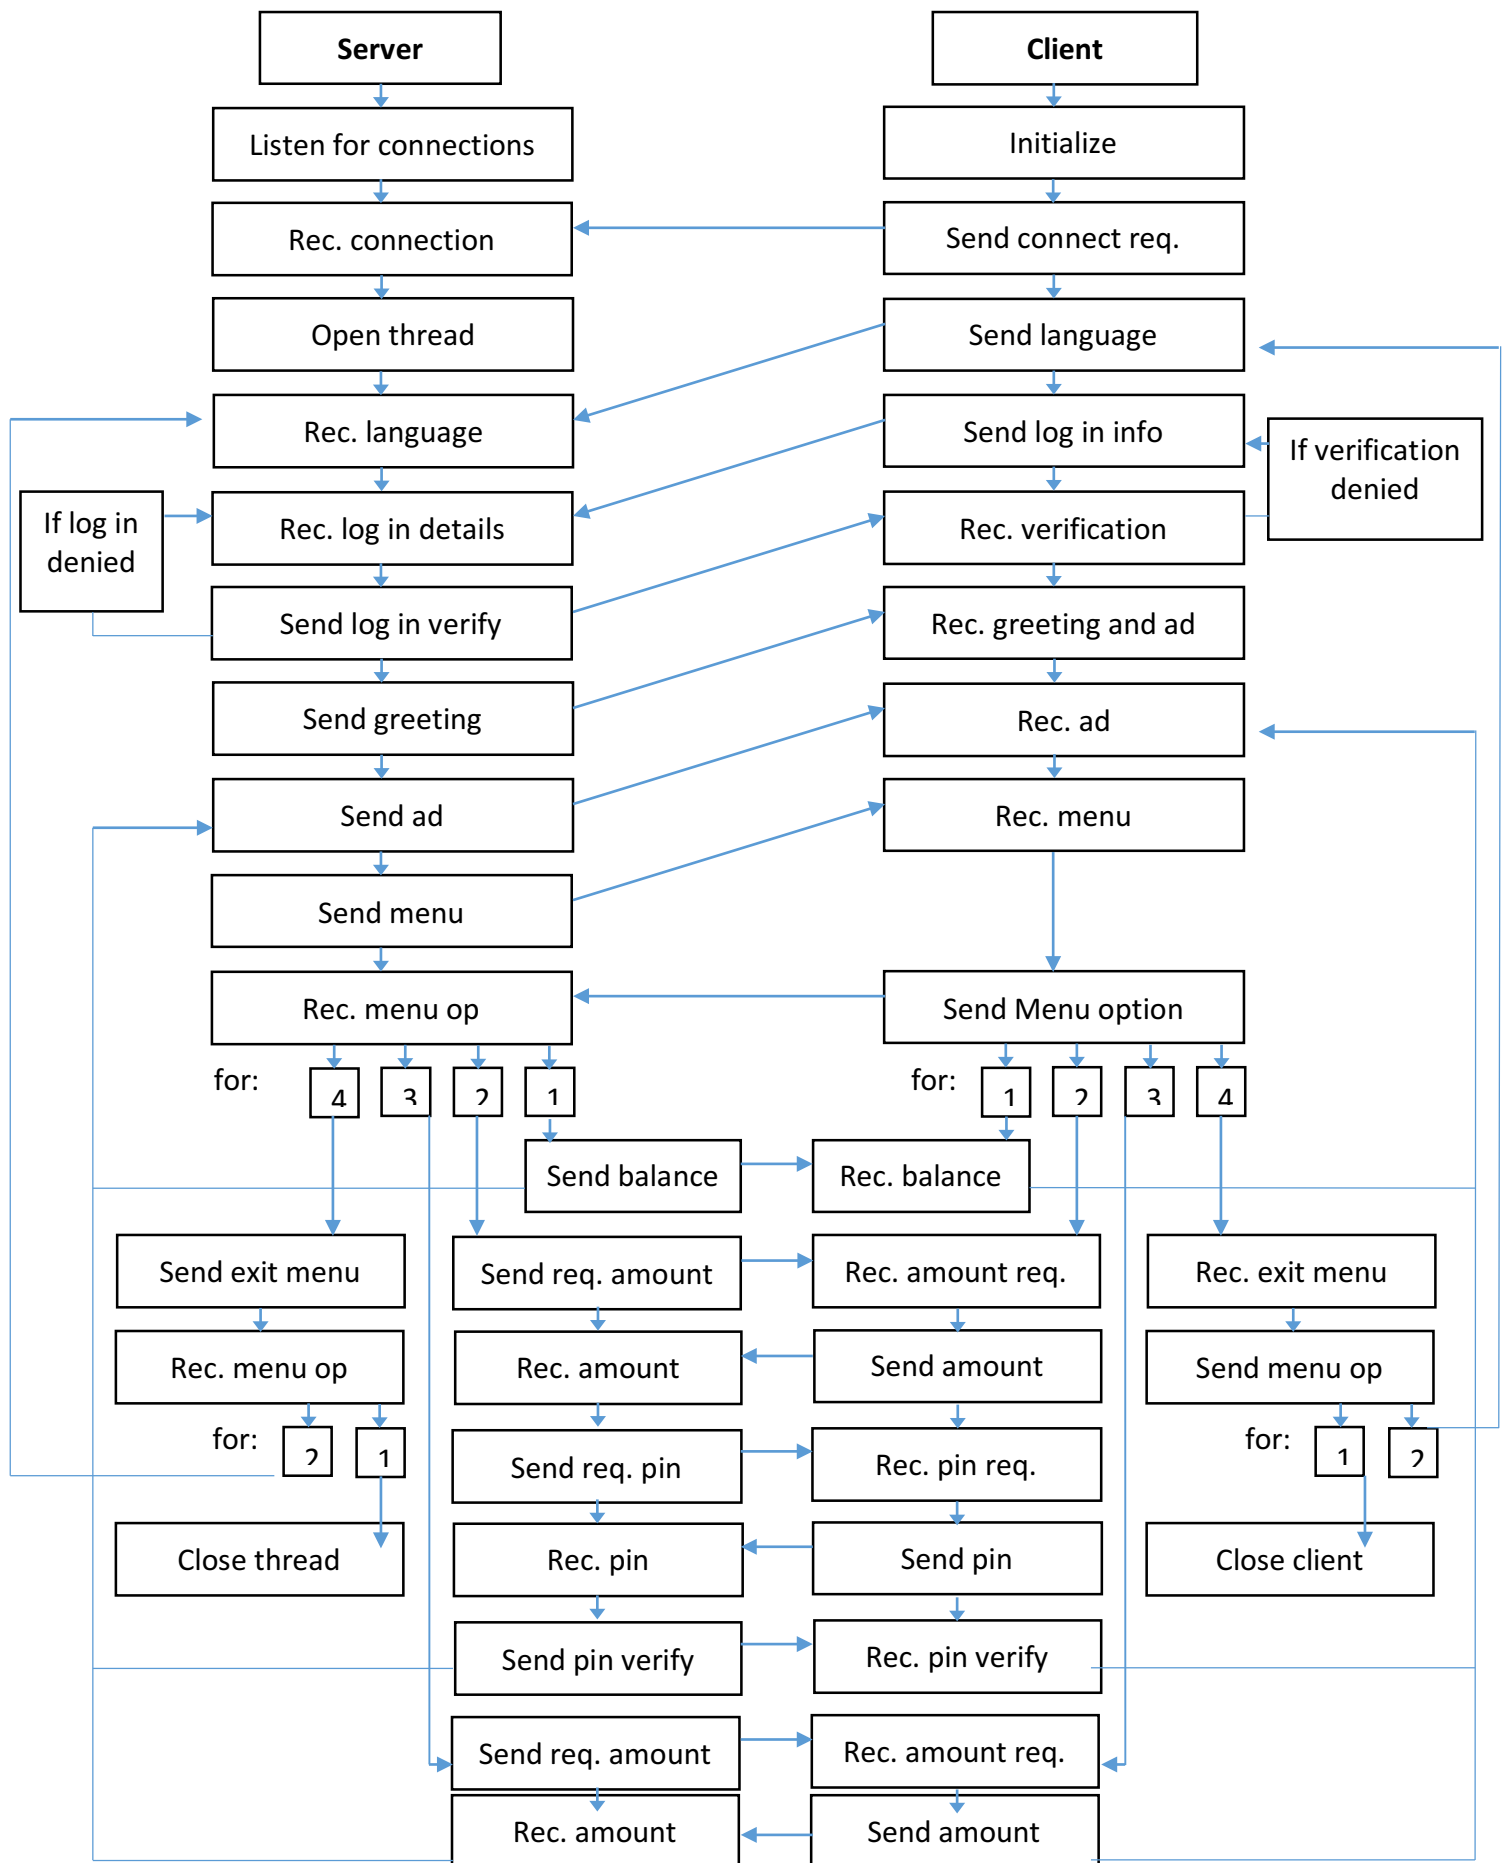 Server
Client
Listen for connections
Initialize
Rec. connection
Send connect req.
Open thread
Send language
Rec. language
Send log in info
If verification
denied
If log in
denied
Rec. log in details
Rec. verification
Send log in verify
Rec. greeting and ad
Send greeting
Rec. ad
Send ad
Rec. menu
Send menu
Rec. menu op
Send Menu option
for:
4
3
2
1
for:
1
2
3
4
Send balance
Rec. balance
Send exit menu
Send req. amount
Rec. amount req.
Rec. exit menu
Rec. menu op
Rec. amount
Send amount
Send menu op
for:
2
1
Send req. pin
Rec. pin req.
for:
1
2
Close thread
Rec. pin
Send pin
Close client
Send pin verify
Rec. pin verify
Send req. amount
Rec. amount req.
Rec. amount
Send amount